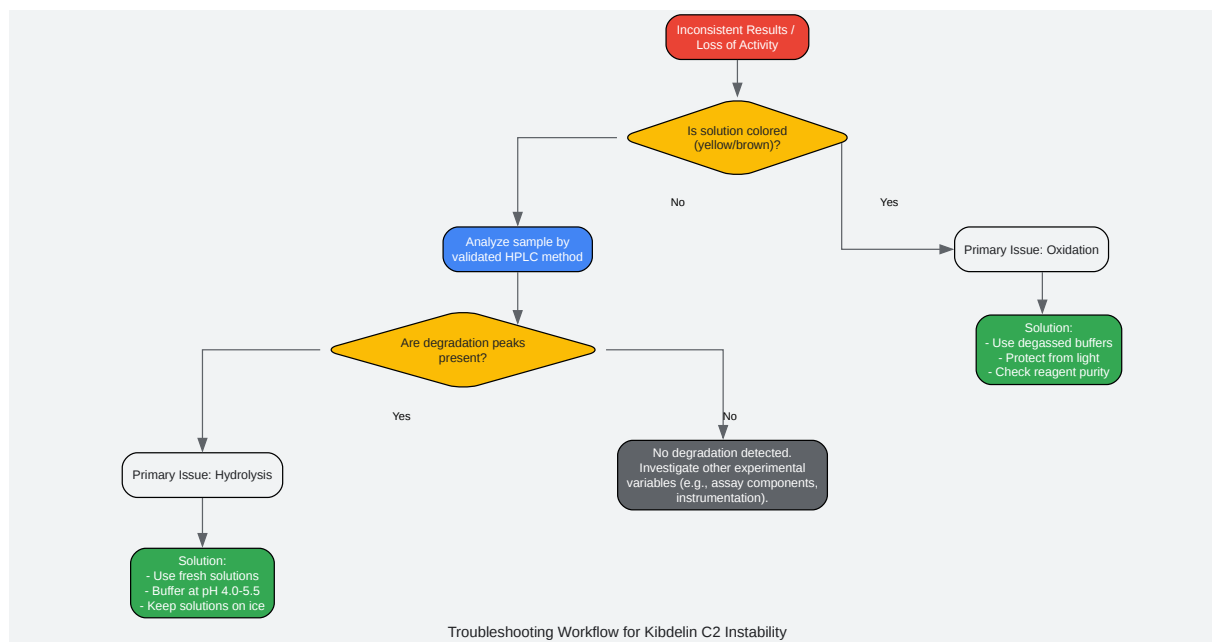 Inconsistent Results /
Loss of Activity
Is solution colored
(yellow/brown)?
No
Yes
Analyze sample by
validated HPLC method
Primary Issue: Oxidation
Solution:
- Use degassed buffers
- Protect from light
- Check reagent purity
Are degradation peaks
present?
Yes
No
Primary Issue: Hydrolysis
No degradation detected.
Investigate other experimental
variables (e.g., assay components,
instrumentation).
Solution:
- Use fresh solutions
- Buffer at pH 4.0-5.5
- Keep solutions on ice
Troubleshooting Workflow for Kibdelin C2 Instability